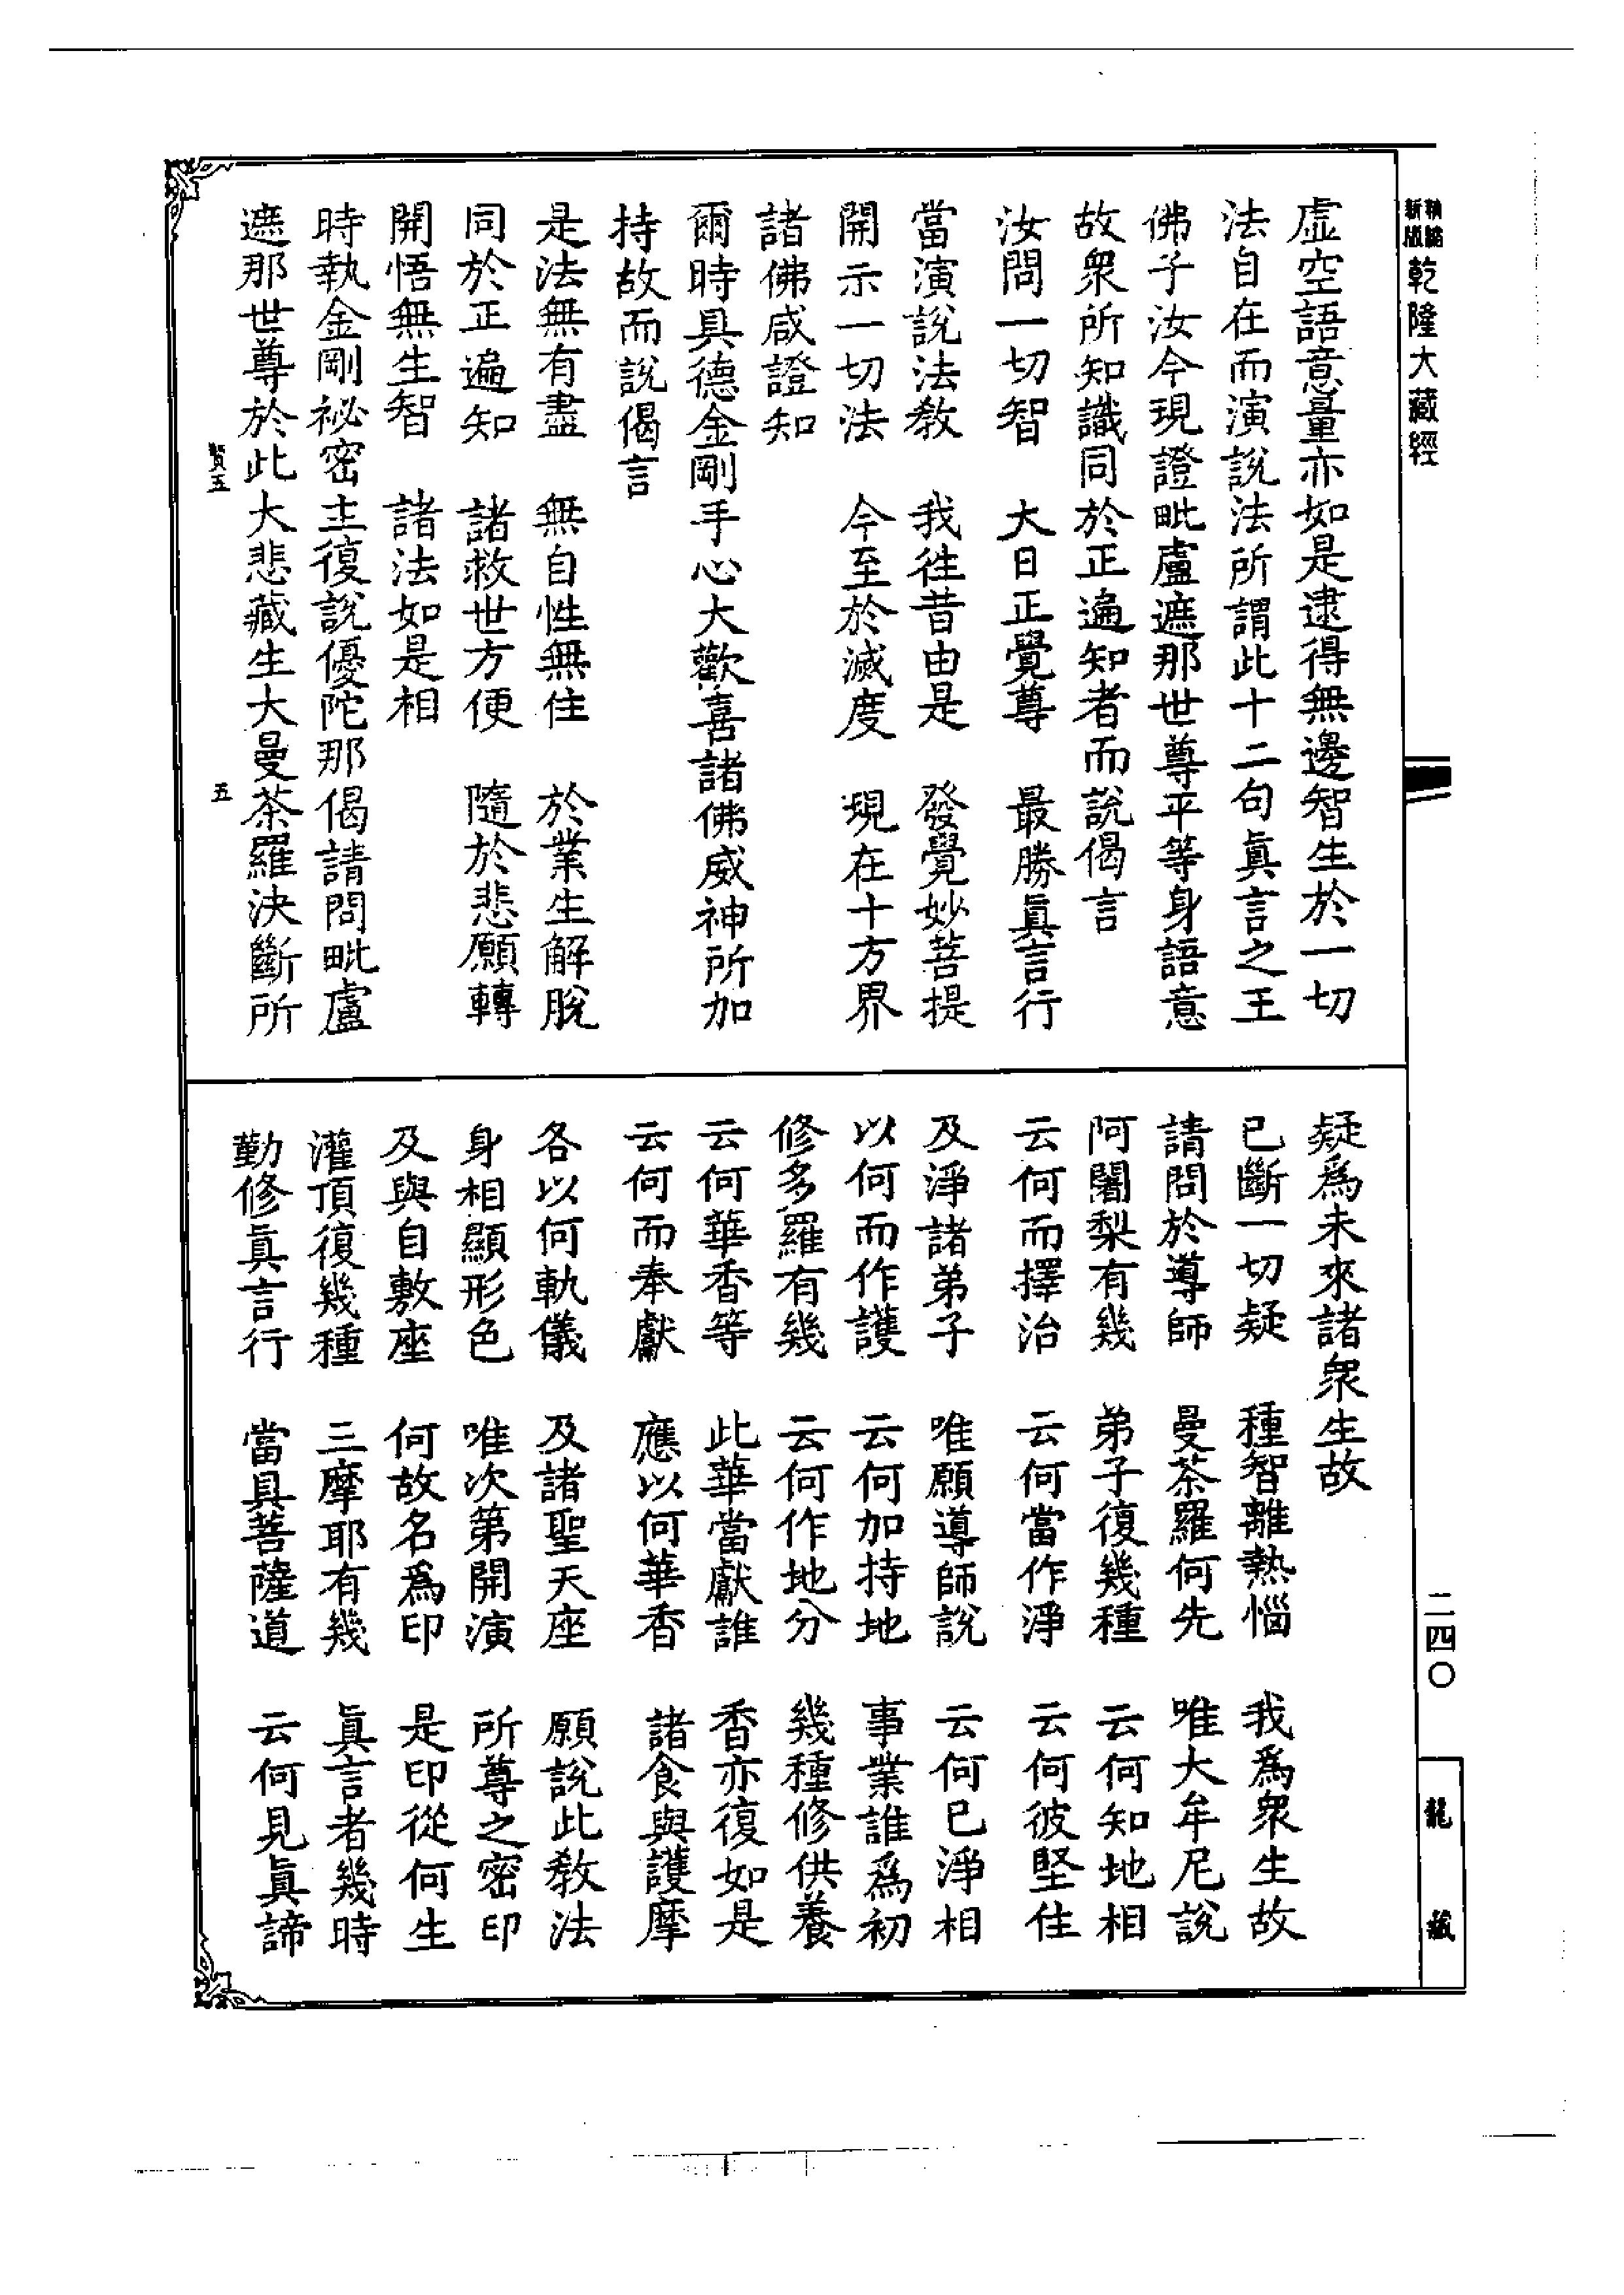 精縮新版乾隆大藏經
虛空語意量亦如是逮得無邊智生於一切
法自在而演說法所謂此十二句眞言之王
佛子汝今現證毗盧遮那世尊平等身語意
故衆所知識同於正遍知者而說偈言
汝問一切智　大日正覺尊　最勝眞言行
當演說法教　我往昔由是　發覺妙菩提
開示一切法　今至於滅度　現在十方界
諸佛咸證知
爾時具德金剛手心大歡喜諸佛威神所加
持故而說偈言
是法無有盡　無自性無住　於業生解脫
同於正遍知　諸救世方便　隨於悲願轉
開悟無生智　諸法如是相
時執金剛祕密主復說優陀那偈請問毗盧
遮那世尊於此大悲藏生大曼荼羅決斷所
賢五　五
疑爲未來諸衆生故
已斷一切疑　種智離熱惱　我爲衆生故
請問於導師　曼荼羅何先　唯大牟尼說
阿闍梨有幾　弟子復幾種　云何知地相
云何而擇治　云何當作淨　云何彼堅住
及淨諸弟子　唯願導師說　云何已淨相
以何而作護　云何加持地　事業誰爲初
修多羅有幾　云何作地分　幾種修供養
云何華香等　此華當獻誰　香亦復如是
云何而奉獻　應以何華香　諸食與護摩
各以何軌儀　及諸聖天座　願說此教法
身相顯形色　唯次第開演　所尊之密印
及與自敷座　何故名爲印　是印從何生
灌頂復幾種　三摩耶有幾　眞言者幾時
勤修眞言行　當具菩薩道　云何見眞諦
二四〇
龍藏